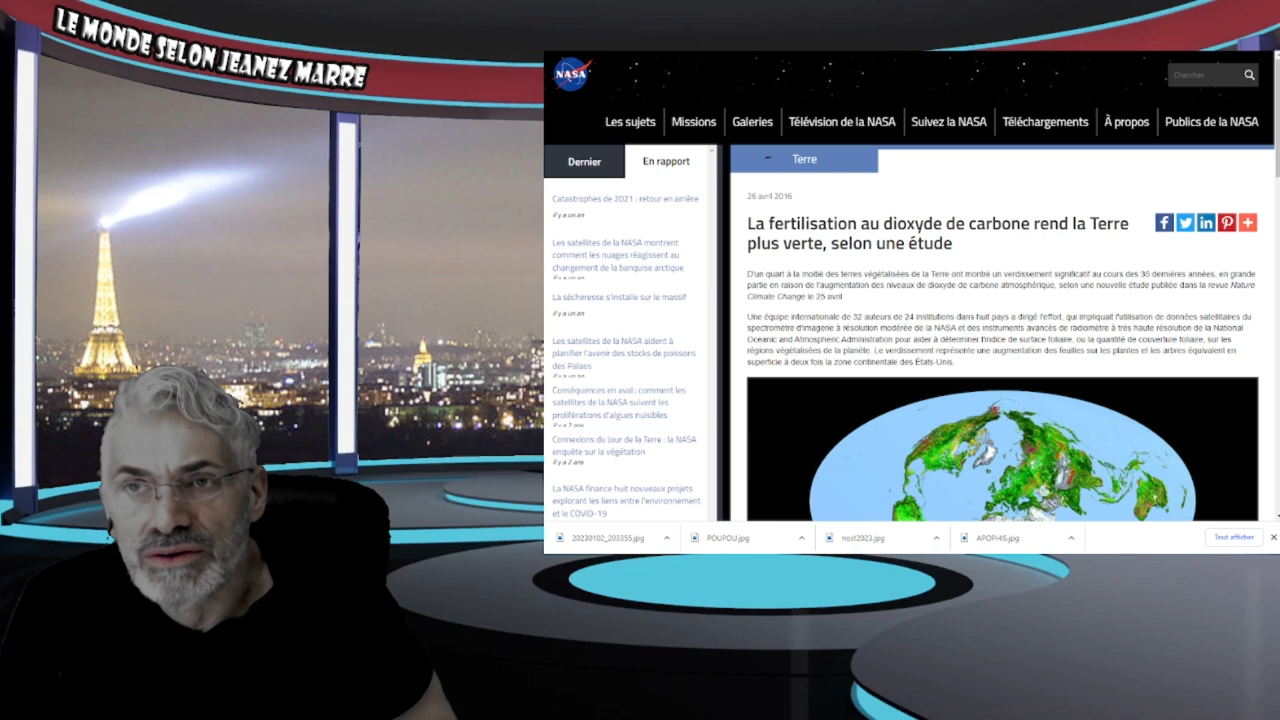 LE MONDE SELON JEANEZ MARRE
NASA
Chercher
Les sujets
Missions
Galeries
Télévision de la NASA
Suivez la NASA
Téléchargements
À propos
Publics de la NASA
Dernier
En rapport
Catastrophes de 2021 : retour en arrière
il y a un an
Les satellites de la NASA montrent
comment les nuages réagissent au
changement de la banquise arctique
il y a un an
La sécheresse s'installe sur le massif
il y a un an
Les satellites de la NASA aident à
planifier l'avenir des stocks de poissons
des Palaos
il y a un an
Conséquences en aval : comment les
satellites de la NASA suivent les
proliférations d'algues nuisibles
il y a 2 ans
Connexions du Jour de la Terre : la NASA
enquête sur la végétation
il y a 2 ans
La NASA finance huit nouveaux projets
explorant les liens entre l'environnement
et le COVID-19
Terre
26 avril 2016
La fertilisation au dioxyde de carbone rend la Terre
plus verte, selon une étude
D'un quart à la moitié des terres végétalisées de la Terre ont montré un verdissement significatif au cours des 35 dernières années, en grande
partie en raison de l'augmentation des niveaux de dioxyde de carbone atmosphérique, selon une nouvelle étude publiée dans la revue Nature
Climate Change le 25 avril
Une équipe internationale de 32 auteurs de 24 institutions dans huit pays a dirigé l'effort, qui impliquait l'utilisation de données satellitaires du
spectromètre d'imagerie à résolution modérée de la NASA et des instruments avancés de radiomètre à très haute résolution de la National
Oceanic and Atmospheric Administration pour aider à déterminer l'indice de surface foliaire, ou la quantité de couverture foliaire, sur les
régions végétalisées de la planète. Le verdissement représente une augmentation des feuilles sur les plantes et les arbres équivalent en
superficie à deux fois la zone continentale des États-Unis.
20230102_203355.jpg
POUPOU.jpg
nost2023.jpg
APOPHIS.jpg
Tout afficher